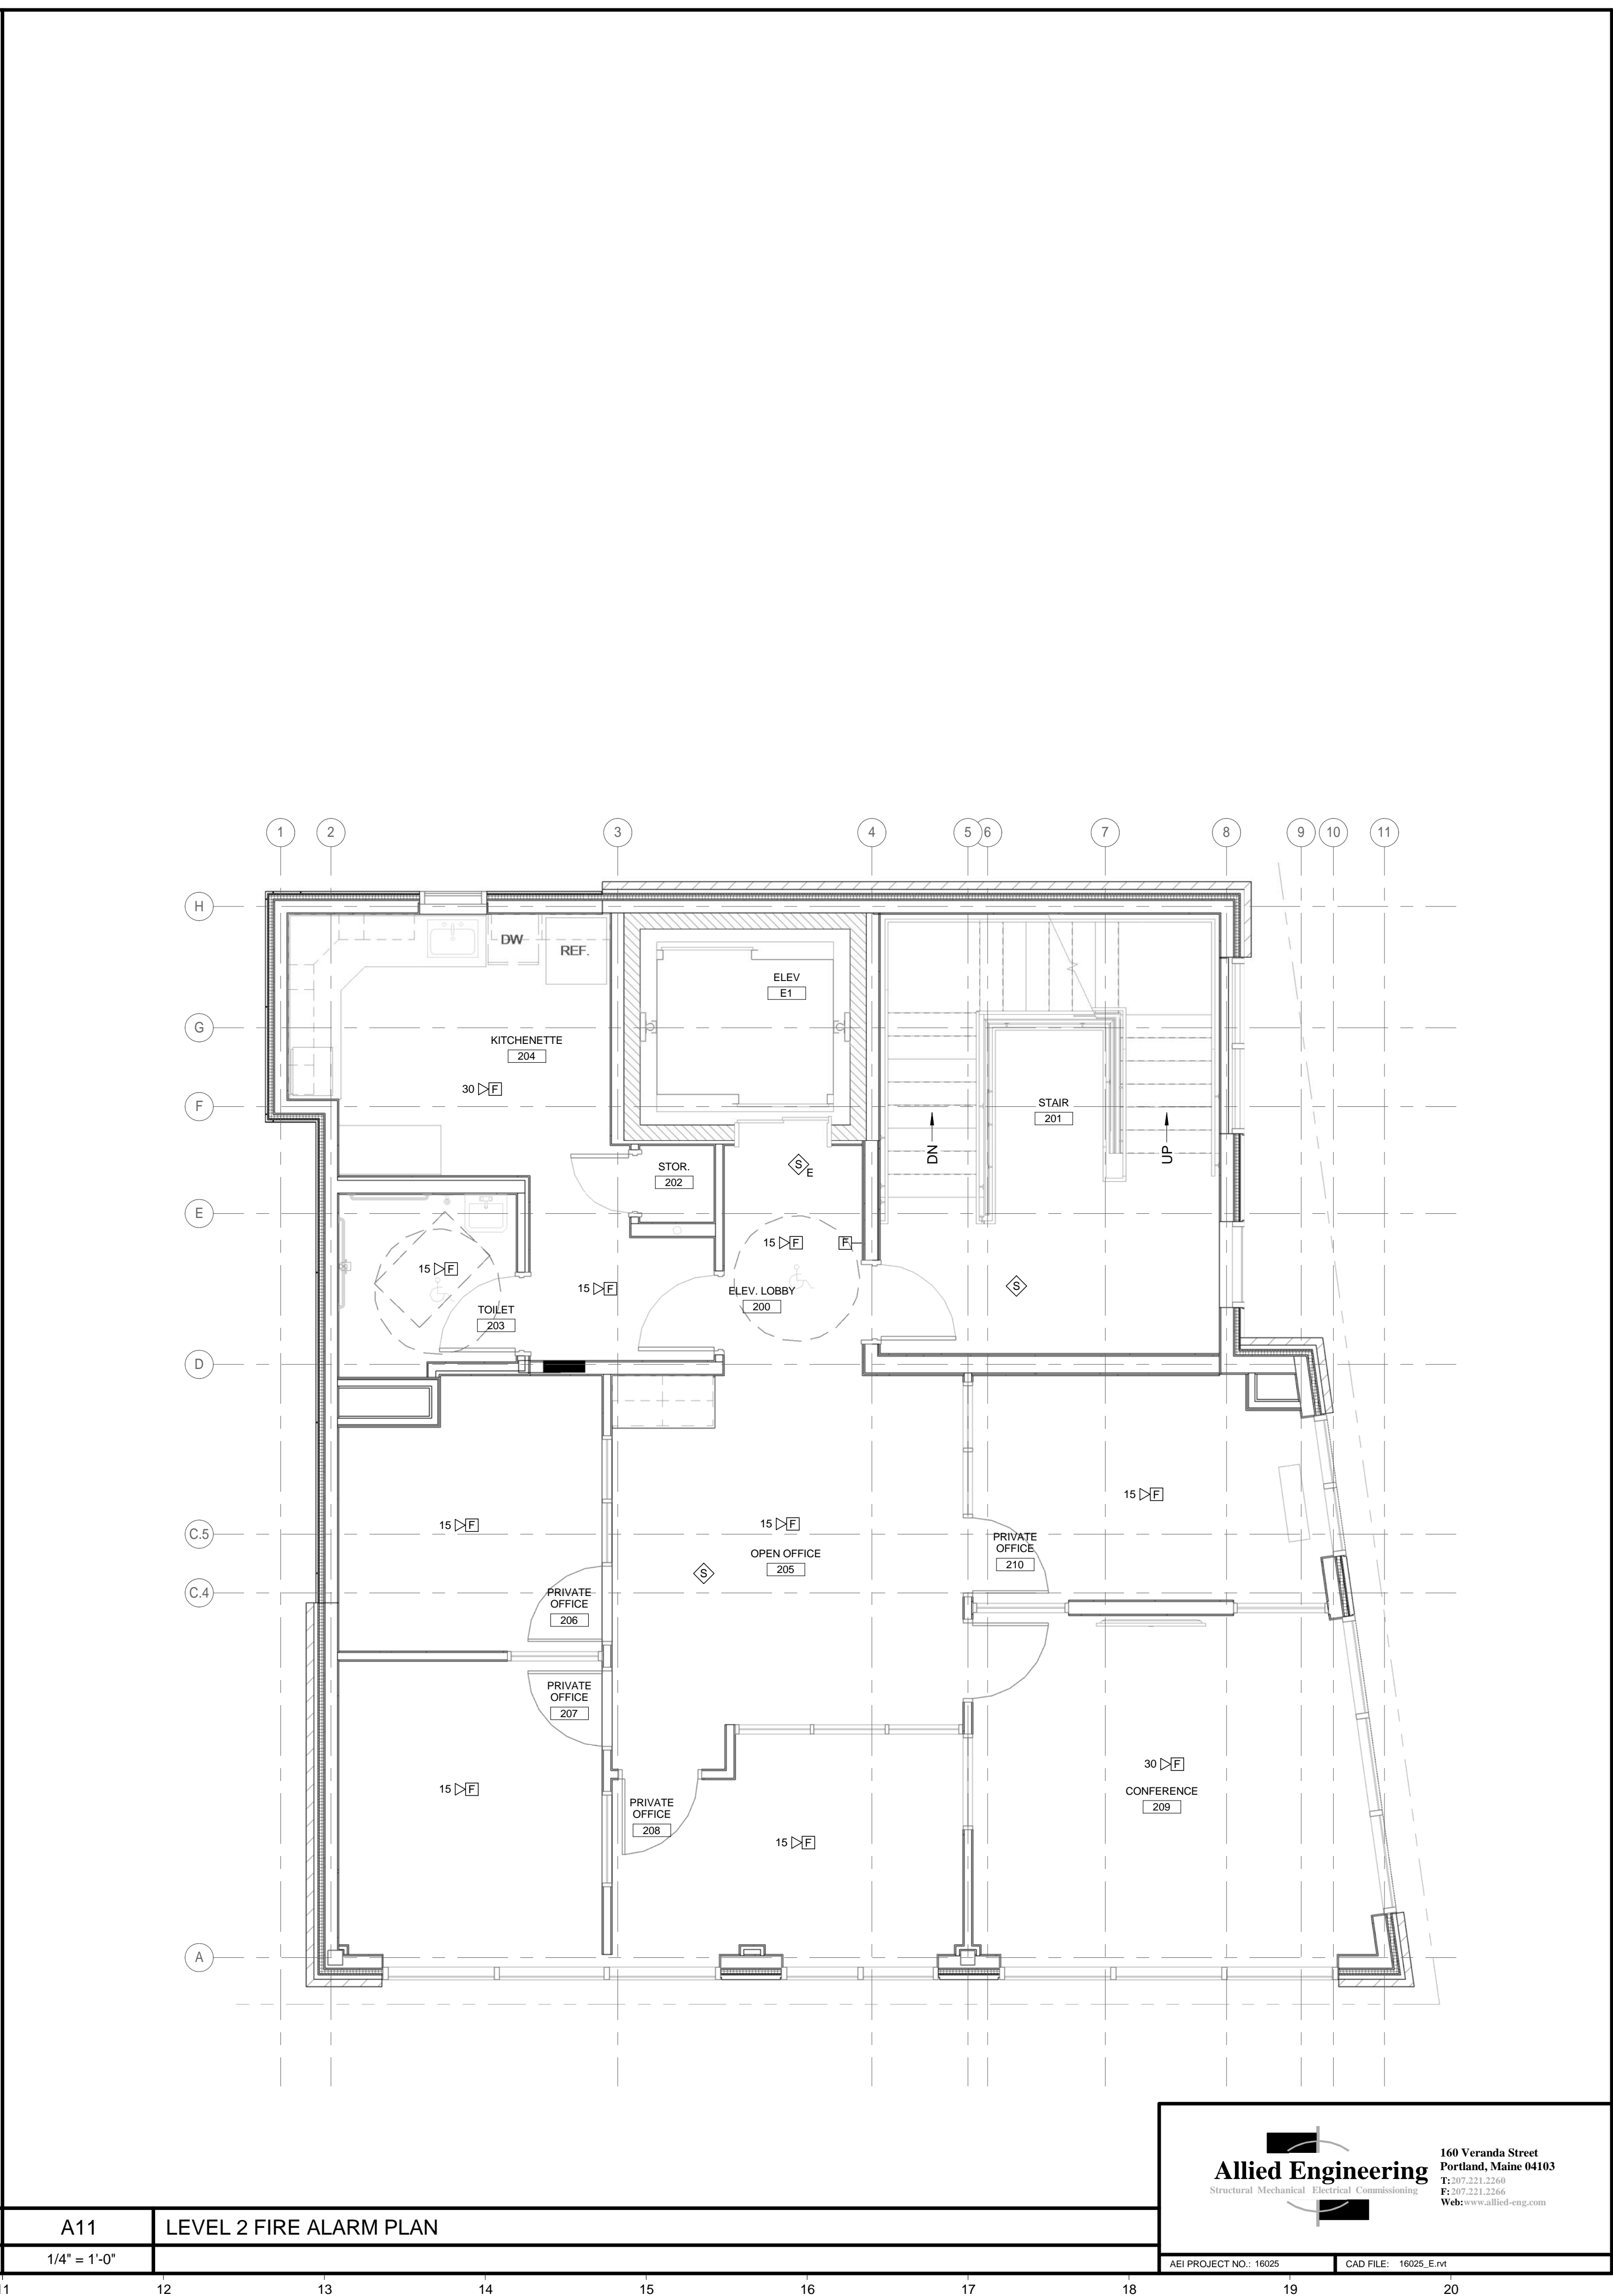 1 2 3 4 5 6 7 8 9 10 11
H
DW
REF.
ELEV
E1
G
KITCHENETTE
204
30 F
F
STAIR
201
DN
UP
S E
STOR.
202
E
15 F
F
15 F
15 F
S
ELEV. LOBBY
200
TOILET
203
D
15 F
15 F
15 F
C.5
PRIVATE
OFFICE
210
OPEN OFFICE
205
S
C.4
PRIVATE
OFFICE
206
PRIVATE
OFFICE
207
30 F
15 F
CONFERENCE
209
PRIVATE
OFFICE
208
15 F
A
Allied Engineering
Structural Mechanical Electrical Commissioning
160 Veranda Street
Portland, Maine 04103
T:207.221.2260
F:207.221.2266
Web:www.allied-eng.com
A11
LEVEL 2 FIRE ALARM PLAN
1/4" = 1'-0"
AEI PROJECT NO.: 16025
CAD FILE: 16025_E.rvt
12 13 14 15 16 17 18 19 20